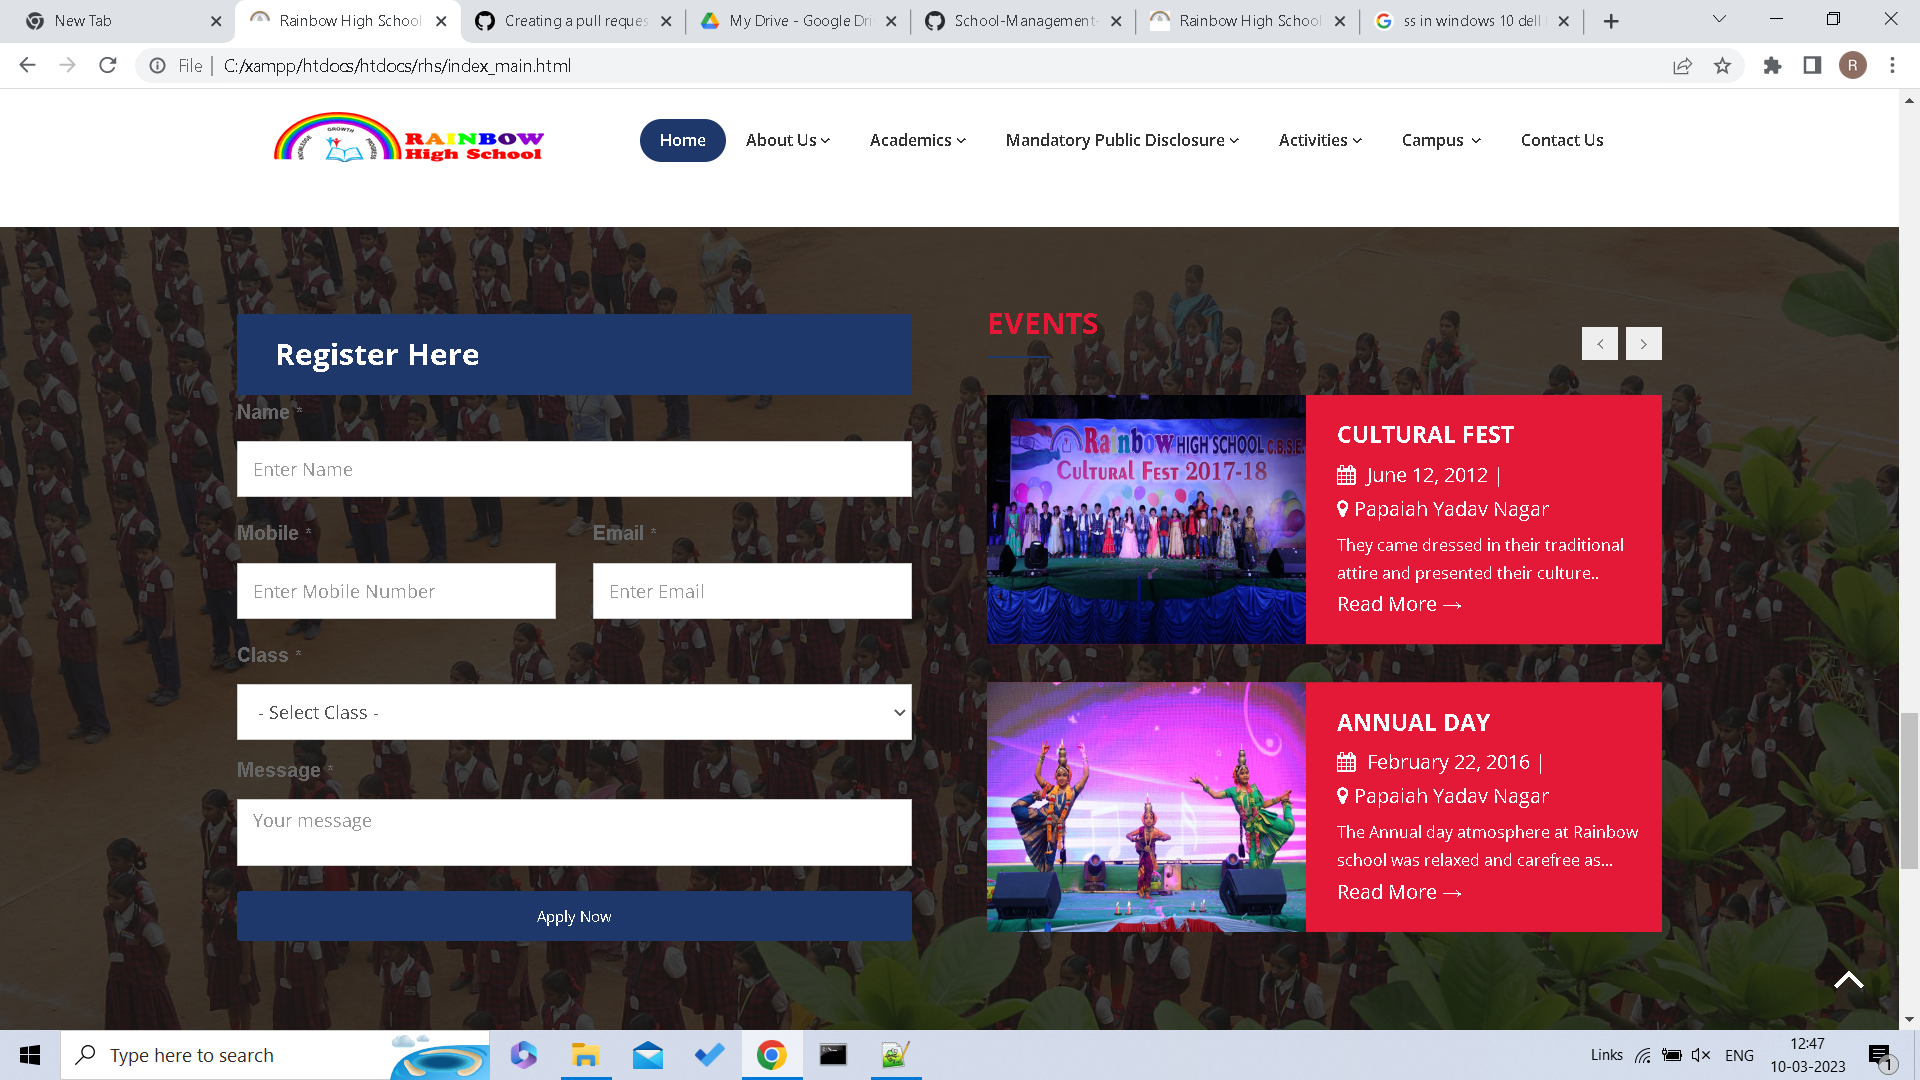 New Tab
Rainbow High School
Creating a pull reques
My Drive - Google Dri
School-Management-
Rainbow High School
ss in windows 10 dell
File | C:/xampp/htdocs/htdocs/rhs/index_main.html
R
KNOWLEDGE GROWTH PROGRESS
RAINBOW
High School
Home
About Us
Academics
Mandatory Public Disclosure
Activities
Campus
Contact Us
Register Here
Name *
Enter Name
Mobile *
Email *
Enter Mobile Number
Enter Email
Class *
- Select Class -
Message *
Your message
Apply Now
EVENTS
Rainbow HIGH SCHOOL C.B.S.E.
Cultural Fest 2017-18
CULTURAL FEST
June 12, 2012 |
Papaiah Yadav Nagar
They came dressed in their traditional
attire and presented their culture..
Read More →
ANNUAL DAY
February 22, 2016 |
Papaiah Yadav Nagar
The Annual day atmosphere at Rainbow
school was relaxed and carefree as...
Read More →
Type here to search
Links
ENG
12:47
10-03-2023
1